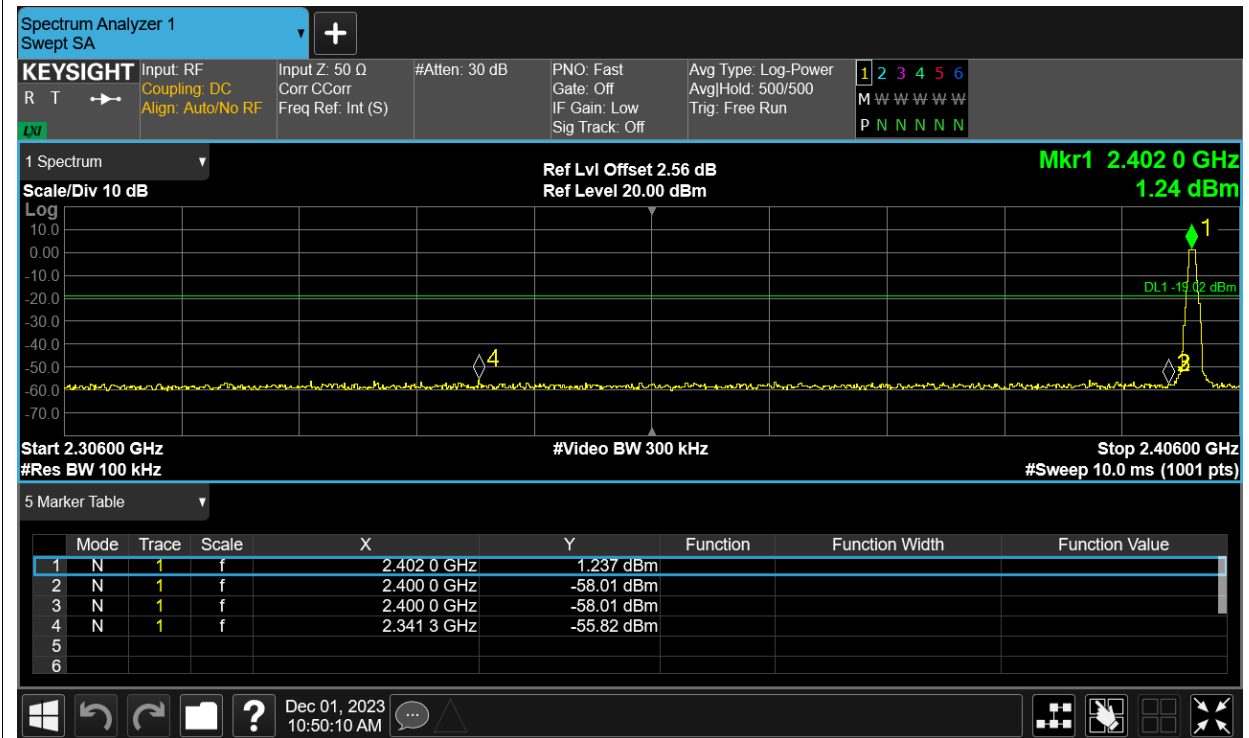 Spectrum Analyzer 1
Swept SA
KEYSIGHT
R T
LXI
Input: RF
Coupling: DC
Align: Auto/No RF
Input Z: 50 Ω
Corr CCorr
Freq Ref: Int (S)
#Atten: 30 dB
PNO: Fast
Gate: Off
IF Gain: Low
Sig Track: Off
Avg Type: Log-Power
Avg|Hold: 500/500
Trig: Free Run
1 2 3 4 5 6
M W W W W W
P N N N N N
1 Spectrum
Scale/Div 10 dB
Ref Lvl Offset 2.56 dB
Ref Level 20.00 dBm
Mkr1 2.402 0 GHz
1.24 dBm
Log
10.0
0.00
-10.0
-20.0
-30.0
-40.0
-50.0
-60.0
-70.0
1
DL1 -19.02 dBm
4
Start 2.30600 GHz
#Video BW 300 kHz
Stop 2.40600 GHz
#Res BW 100 kHz
#Sweep 10.0 ms (1001 pts)
5 Marker Table
Mode Trace Scale X Y Function Function Width Function Value
1 N 1 f 2.402 0 GHz 1.237 dBm
2 N 1 f 2.400 0 GHz -58.01 dBm
3 N 1 f 2.400 0 GHz -58.01 dBm
4 N 1 f 2.341 3 GHz -55.82 dBm
5
6
?
Dec 01, 2023
10:50:10 AM